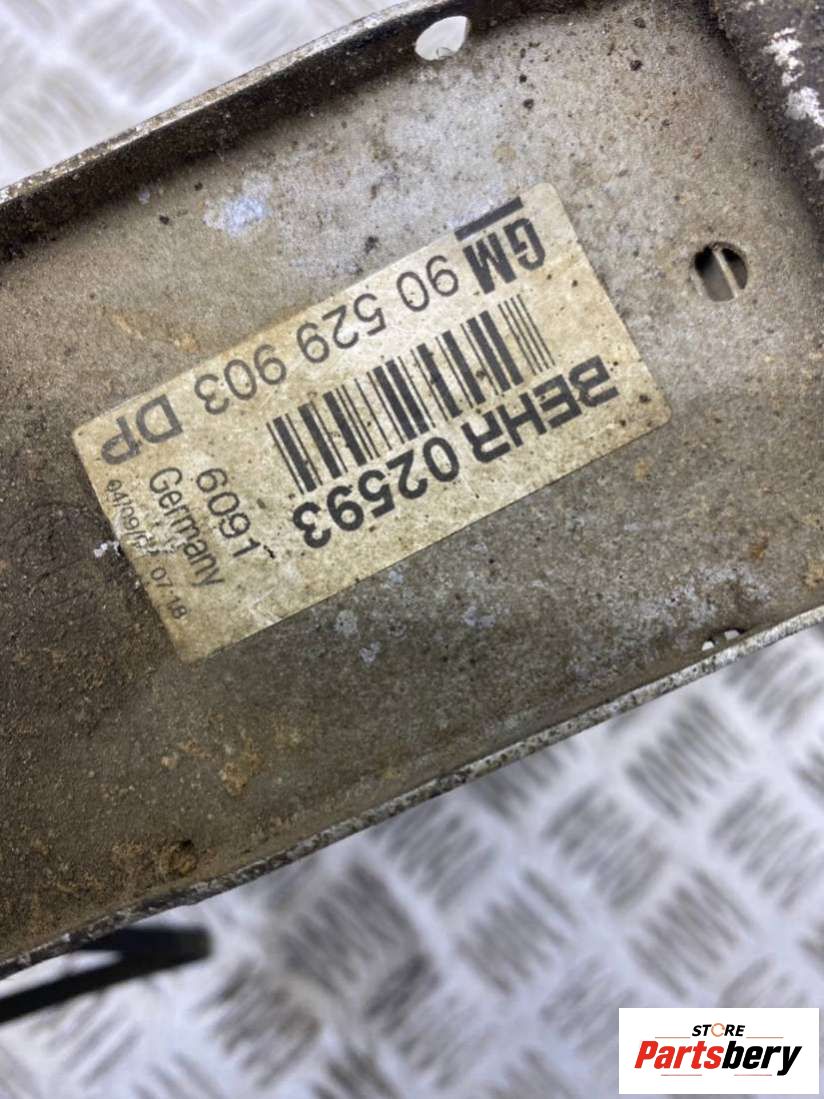 GM 90 529 903 DP
BEHR 02593
6091
Germany
07:18
STORE
Partsbery